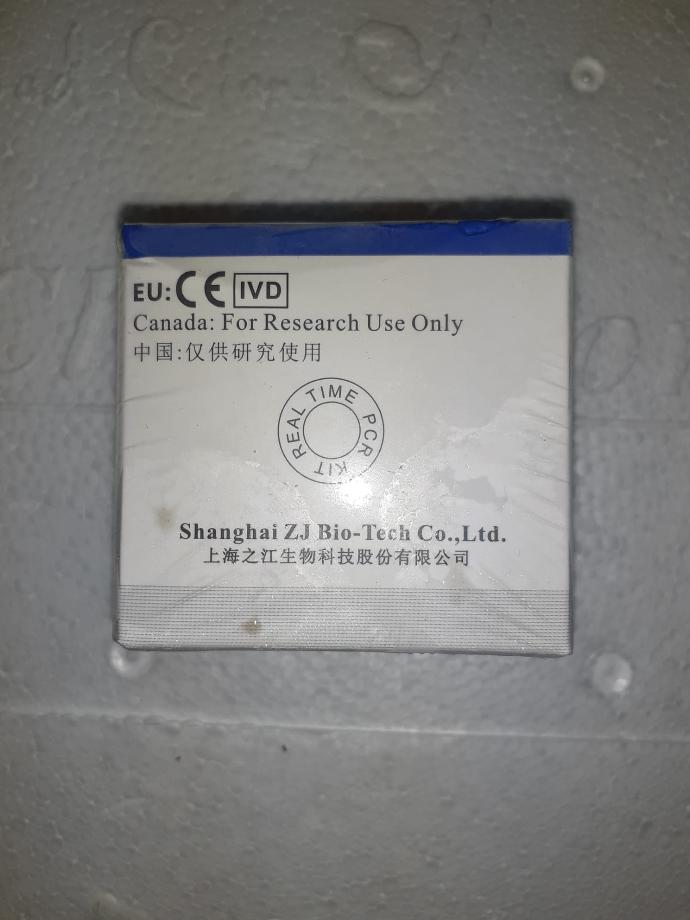 EU: CE IVD
Canada: For Research Use Only
中国:仅供研究使用
REAL TIME PCR KIT
Shanghai ZJ Bio-Tech Co.,Ltd.
上海之江生物科技股份有限公司